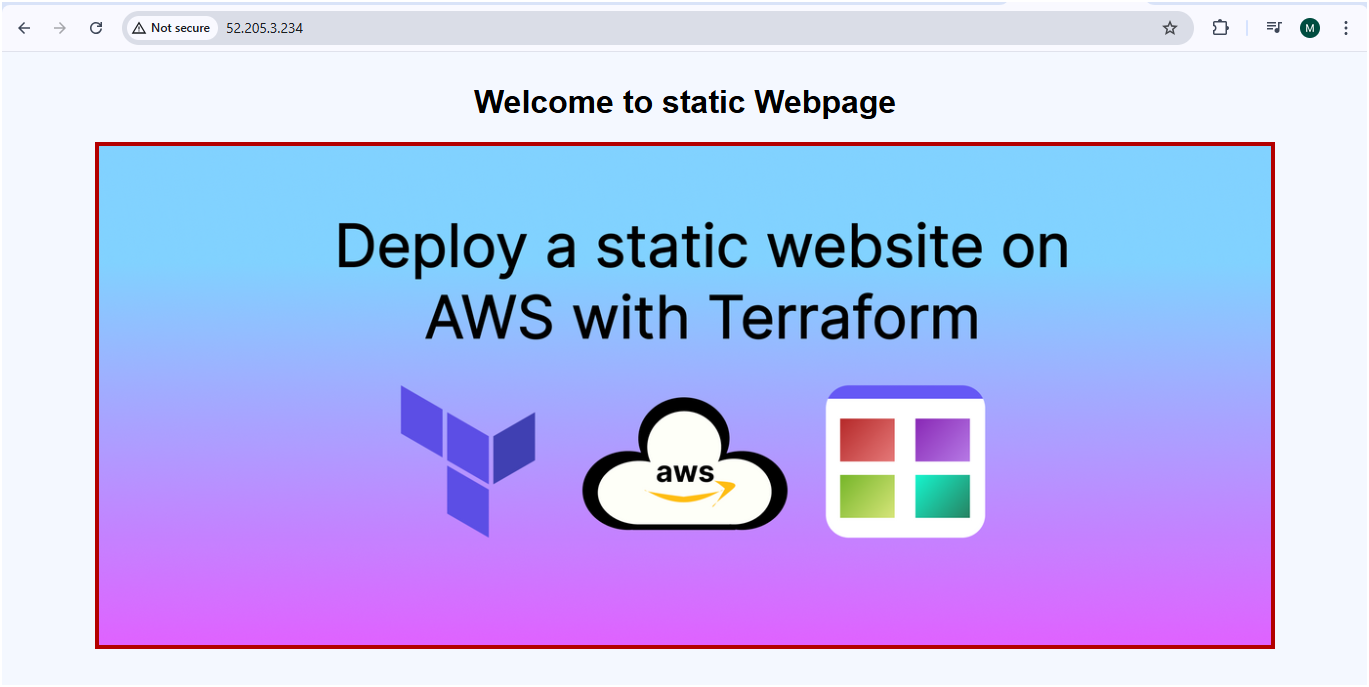 Not secure 52.205.3.234
M
Welcome to static Webpage
Deploy a static website on
AWS with Terraform
aws